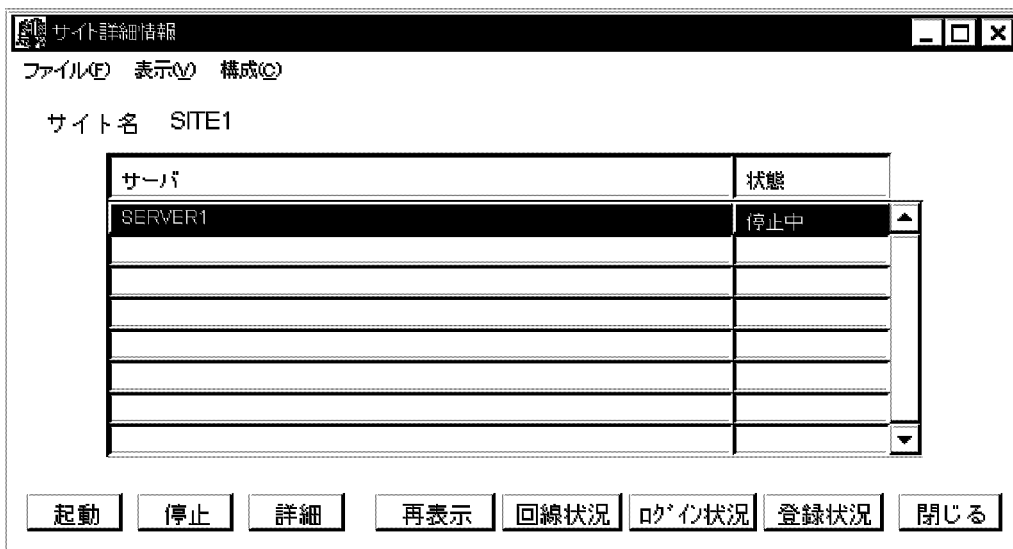 サイト詳細情報
ファイル(F) 表示(V) 構成(C)
サイト名 SITE1
サーバ 状態
SERVER1 停止中
起動 停止 詳細 再表示 回線状況 ログイン状況 登録状況 閉じる